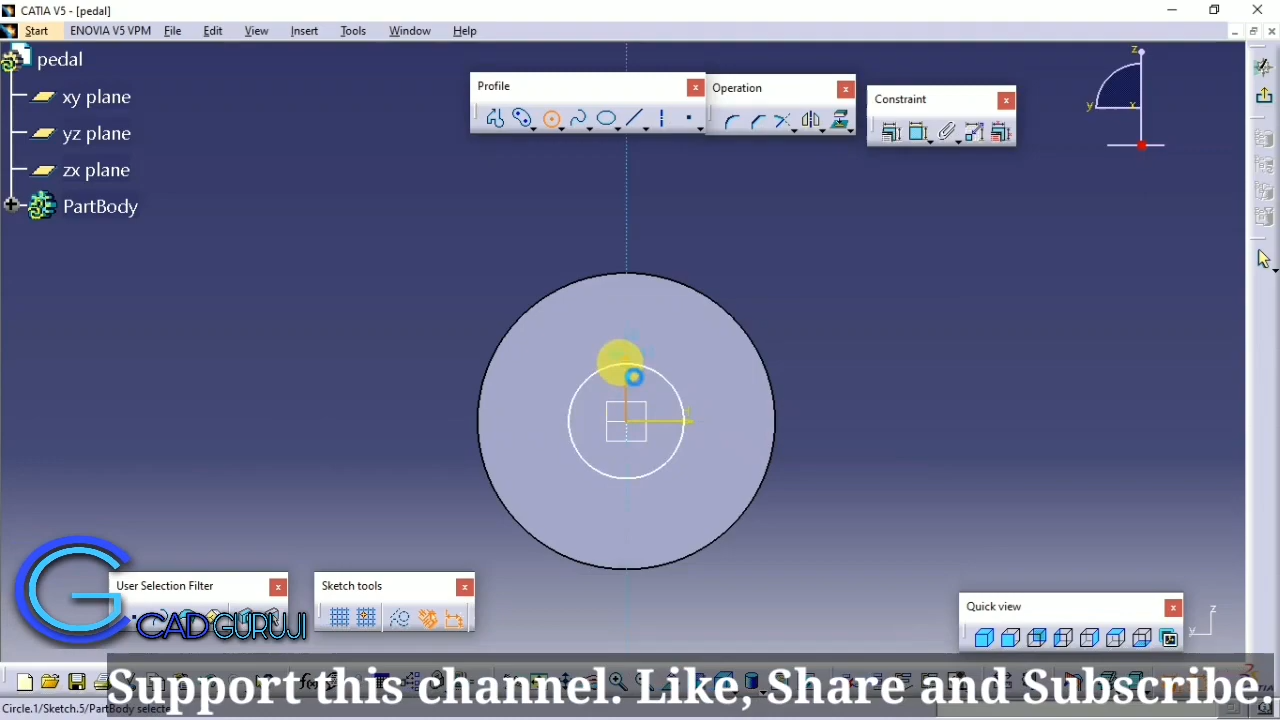 CATIA V5 - [pedal]
Start ENOVIA V5 VPM File Edit View Insert Tools Window Help
pedal
xy plane
yz plane
zx plane
PartBody
Profile
Operation
Constraint
z
y
x
User Selection Filter
Sketch tools
Quick view
z
y
CAD GURUJI
Support this channel. Like, Share and Subscribe.
Circle.1/Sketch.5/PartBody selecte